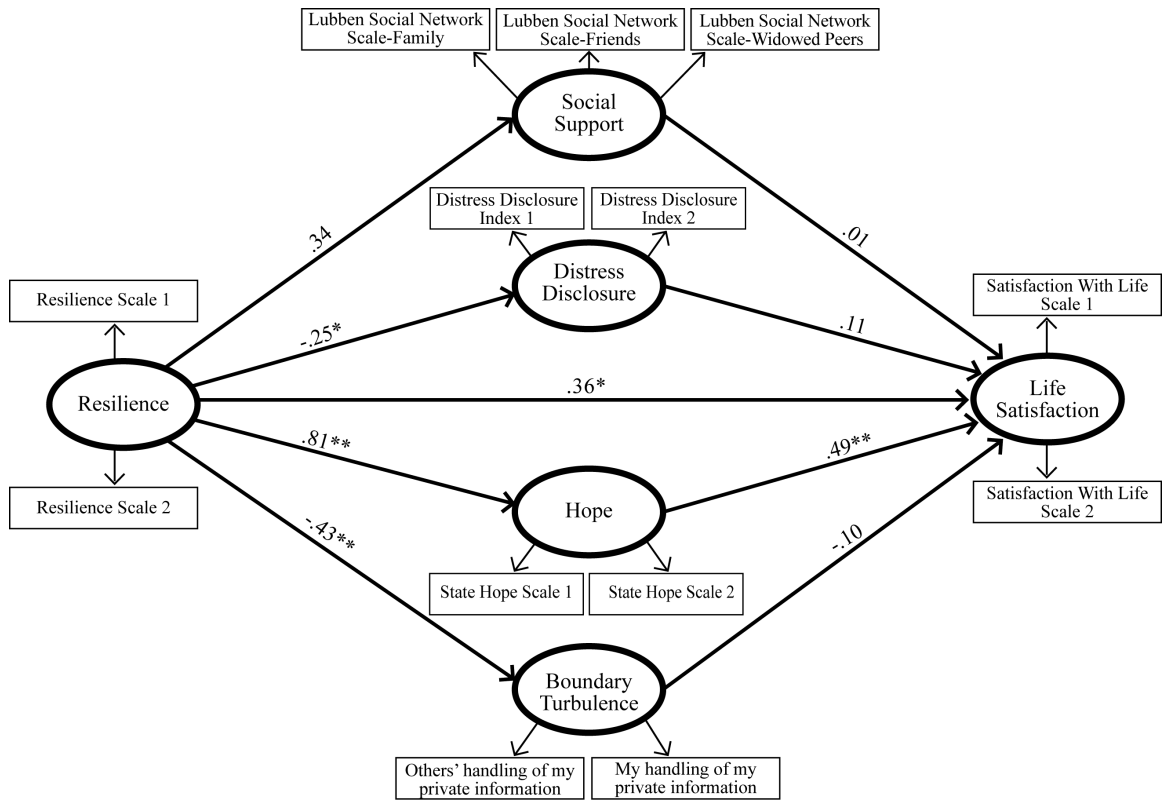 Lubben Social Network
Scale-Family
Lubben Social Network
Scale-Friends
Lubben Social Network
Scale-Widowed Peers
Social
Support
Distress Disclosure
Index 1
Distress Disclosure
Index 2
.34
.01
Distress
Disclosure
Resilience Scale 1
Satisfaction With Life
Scale 1
-.25*
.11
Resilience
.36*
Life
Satisfaction
.81**
.49**
Resilience Scale 2
Hope
Satisfaction With Life
Scale 2
-.43**
-.10
State Hope Scale 1
State Hope Scale 2
Boundary
Turbulence
Others’ handling of my
private information
My handling of my
private information